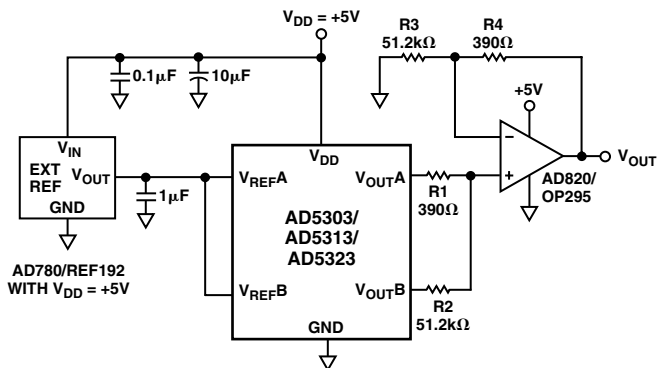 V_DD = +5V
R3
51.2kΩ
R4
390Ω
0.1μF
10μF
+5V
V_IN
EXT
REF
V_OUT
GND
1μF
V_DD
V_REFA
V_OUTA
R1
390Ω
V_OUT
AD820/
OP295
AD5303/
AD5313/
AD5323
AD780/REF192
WITH V_DD = +5V
V_REFB
V_OUTB
R2
51.2kΩ
GND